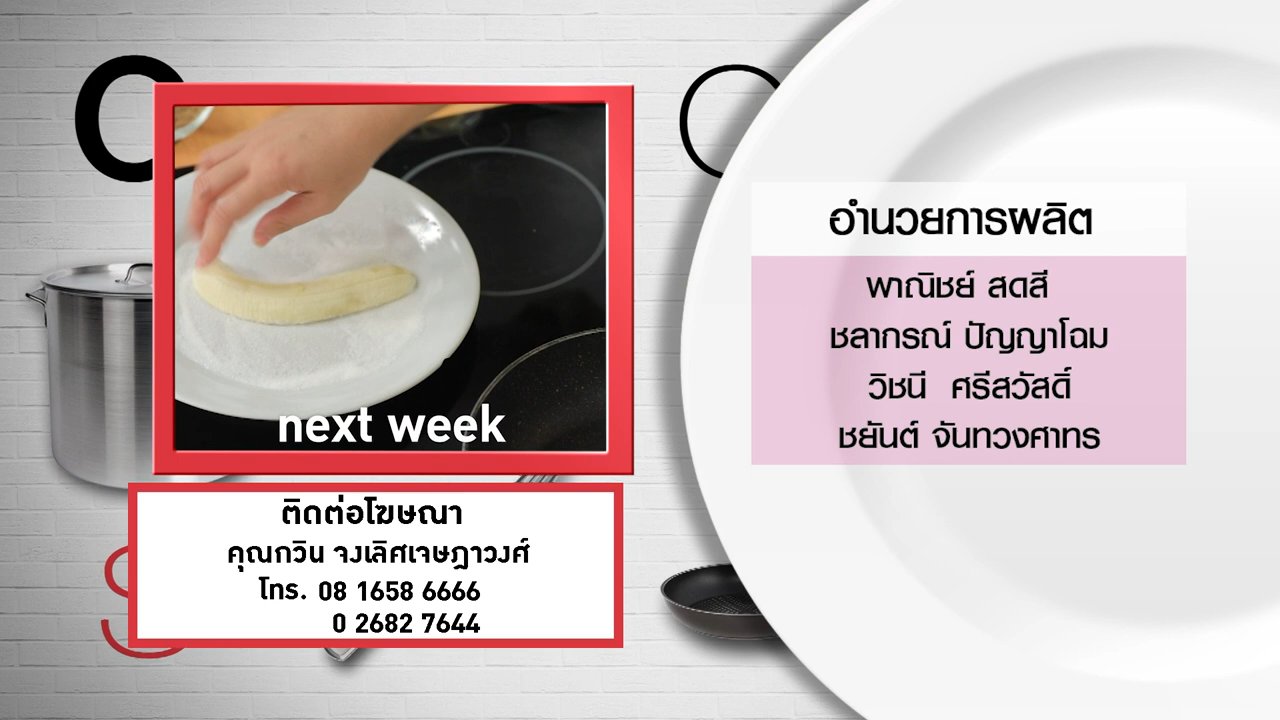 next week
ติดต่อโฆษณา
คุณกวิน จงเลิศเจษฎาวงศ์
โทร. 08 1658 6666
0 2682 7644
อำนวยการผลิต
พาณิชย์ สดสี
ชลากรณ์ ปัญญาโฉม
วิชนี ศรีสวัสดิ์
ชยันต์ จันทวงศาทร